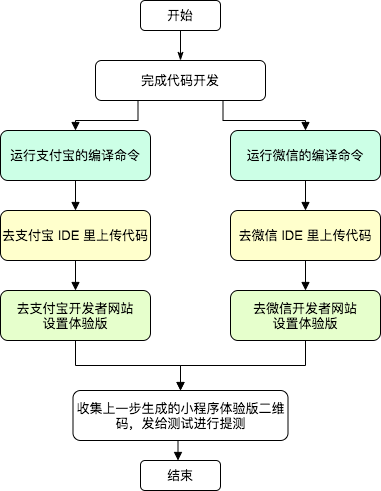 开始
完成代码开发
运行支付宝的编译命令
运行微信的编译命令
去支付宝 IDE 里上传代码
去微信 IDE 里上传代码
去支付宝开发者网站
设置体验版
去微信开发者网站
设置体验版
收集上一步生成的小程序体验版二维
码，发给测试进行提测
结束